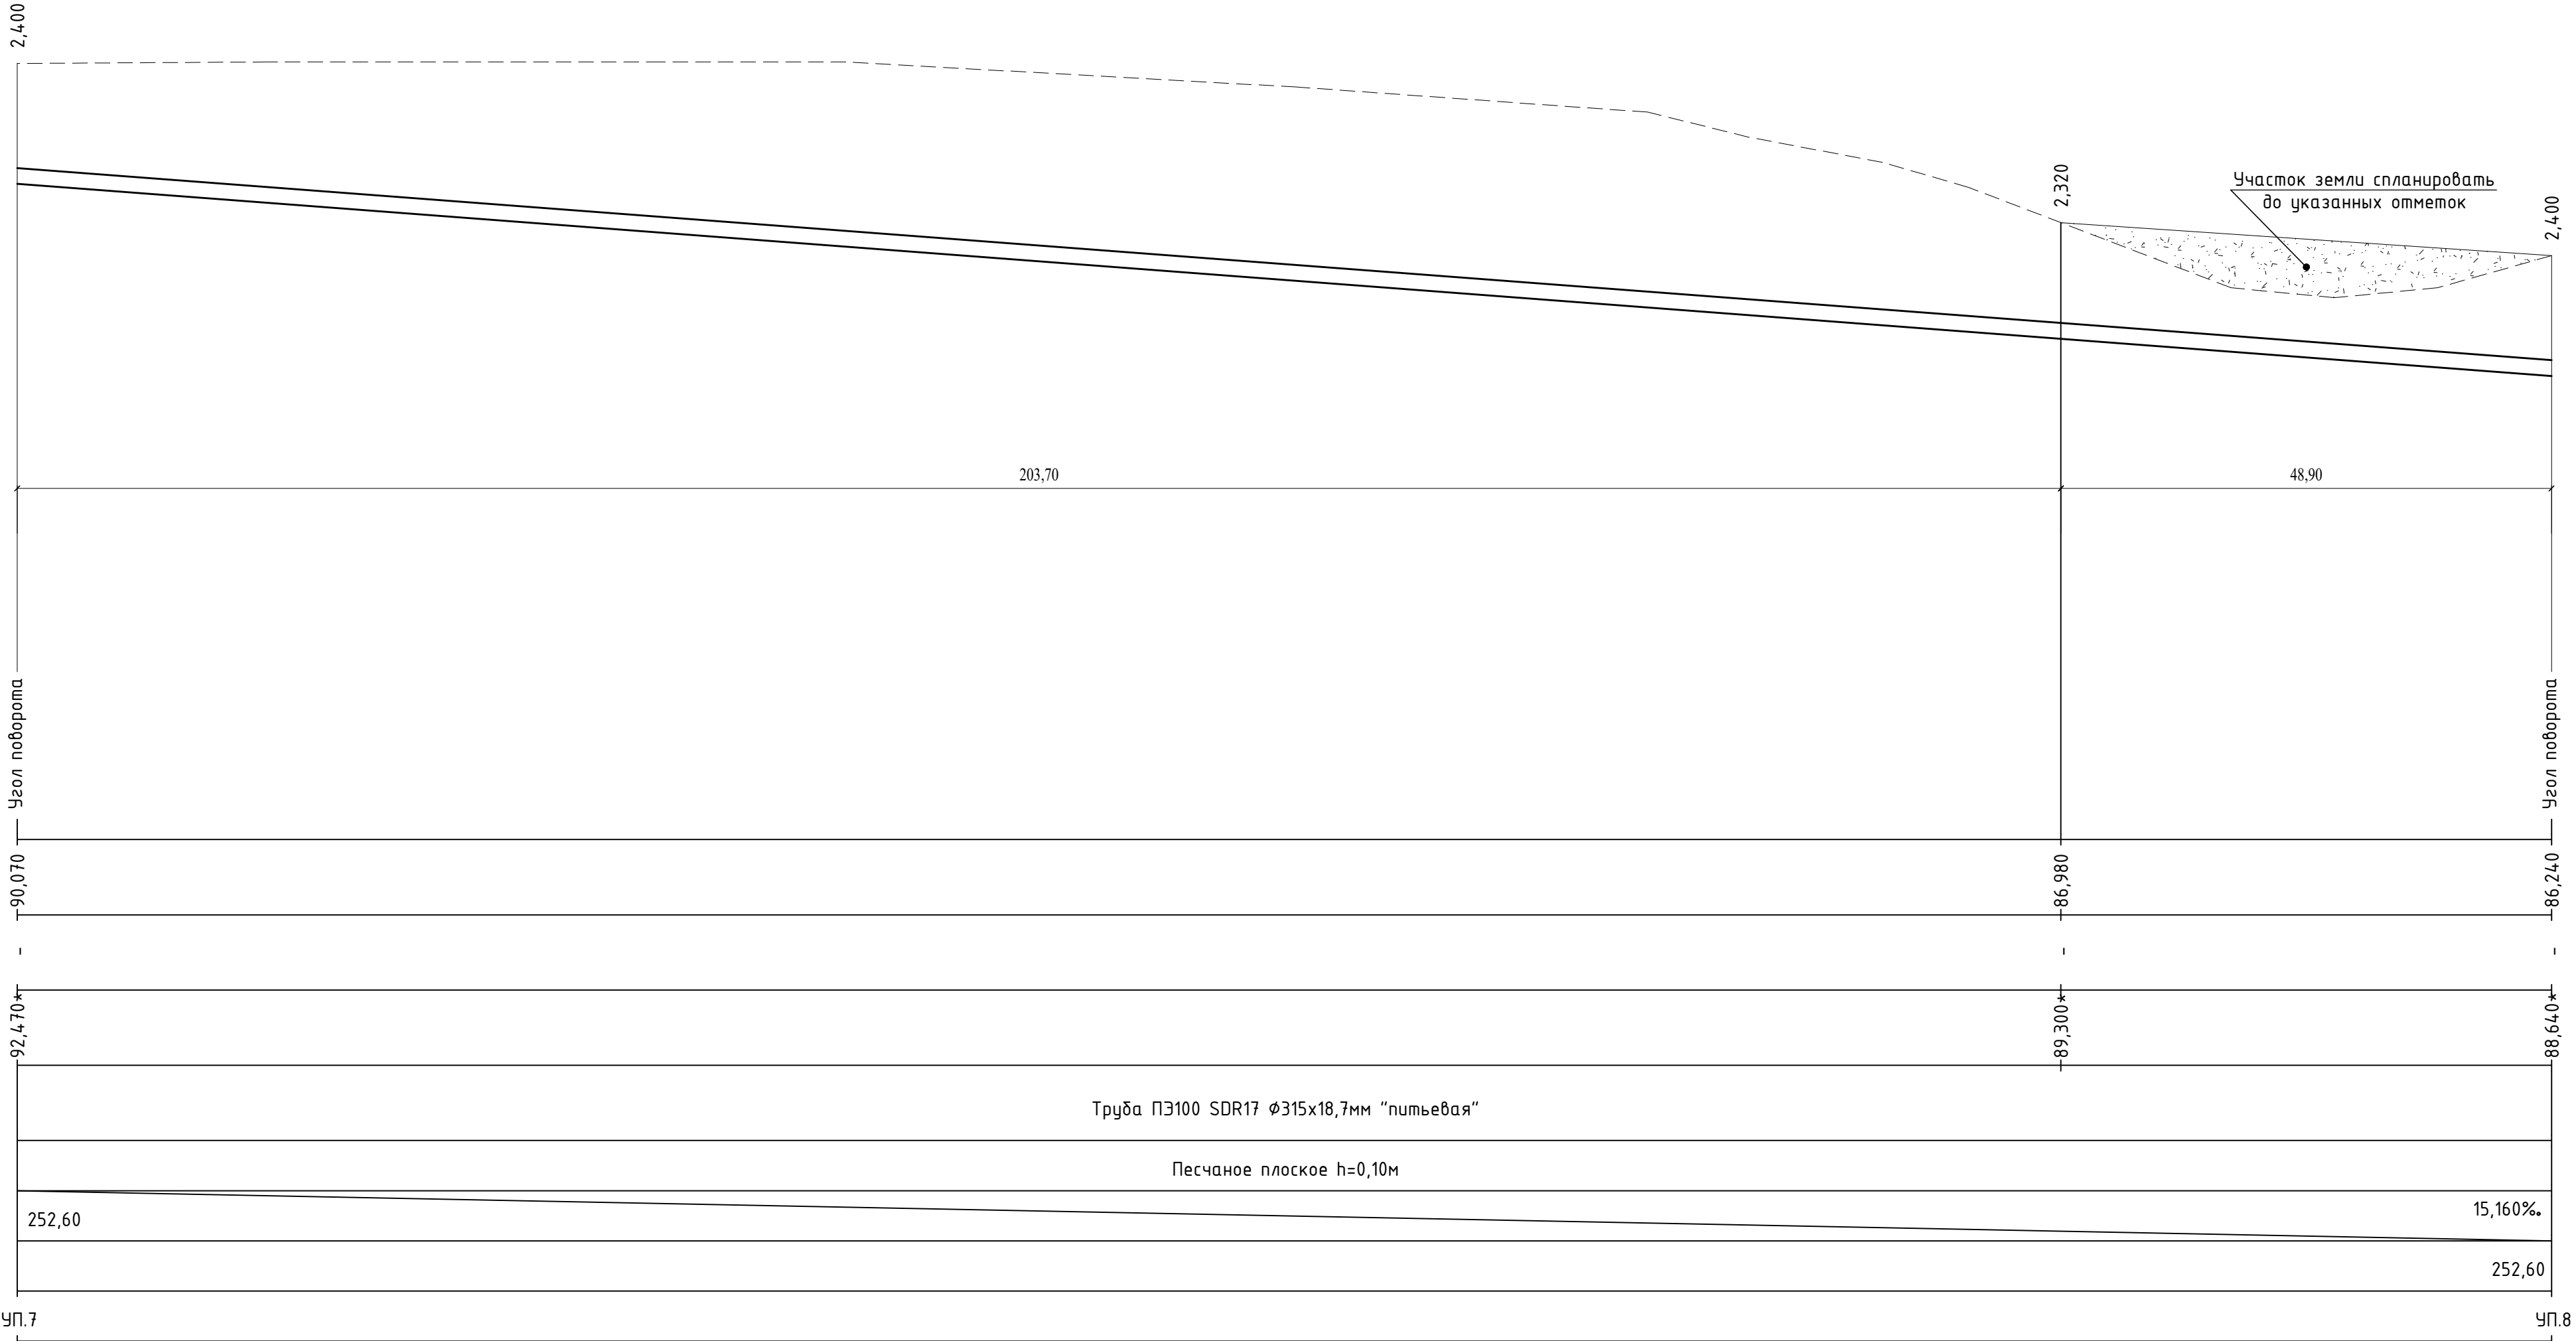 2,400
2,320
Участок земли спланировать
до указанных отметок
2,400
203,70
48,90
Угол поворота
Угол поворота
90,070
86,980
86,240
-
-
-
92,470*
89,300*
88,640*
Труба ПЭ100 SDR17 Ф315х18,7мм "питьевая"
Песчаное плоское h=0,10м
252,60
15,160‰
252,60
УП.7
УП.8